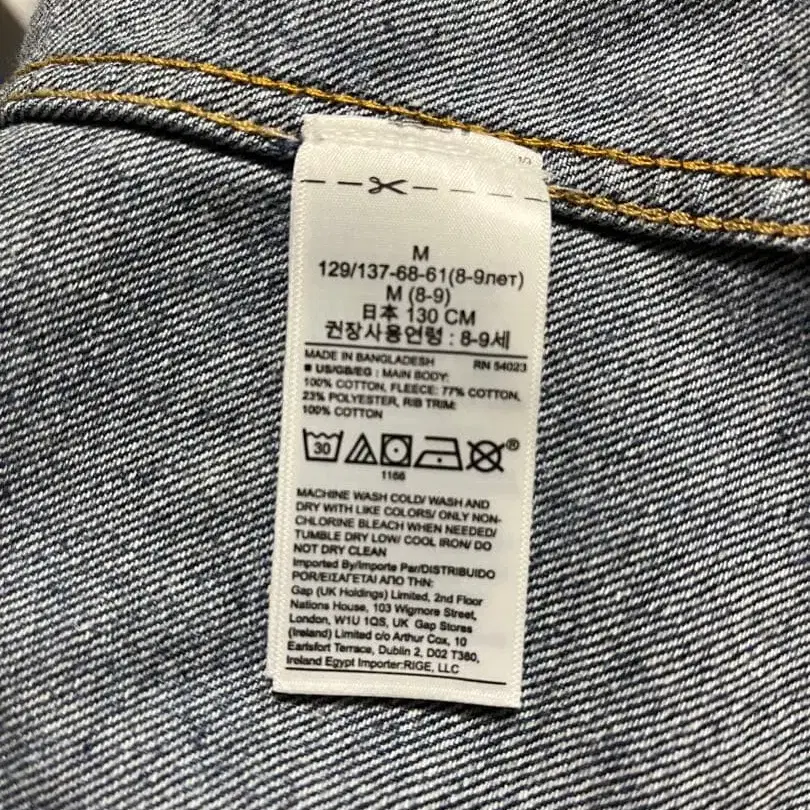 1/3
M
129/137-68-61(8-9лет)
M (8-9)
日本 130 CM
권장사용연령 : 8-9세
MADE IN BANGLADESH RN 54023
■ US/GB/EG : MAIN BODY:
100% COTTON, FLEECE: 77% COTTON,
23% POLYESTER, RIB TRIM:
100% COTTON
30 ®
1166
MACHINE WASH COLD/ WASH AND
DRY WITH LIKE COLORS/ ONLY NON-
CHLORINE BLEACH WHEN NEEDED/
TUMBLE DRY LOW/ COOL IRON/ DO
NOT DRY CLEAN
Imported By/Importe Par/DISTRIBUIDO
POR/ΕΙΣΑΓΕΤΑΙ ΑΠΟ ΤΗΝ:
Gap (UK Holdings) Limited, 2nd Floor
Nations House, 103 Wigmore Street,
London, W1U 1QS, UK Gap Stores
(Ireland) Limited c/o Arthur Cox, 10
Earlsfort Terrace, Dublin 2, D02 T380,
Ireland Egypt Importer:RIGE, LLC